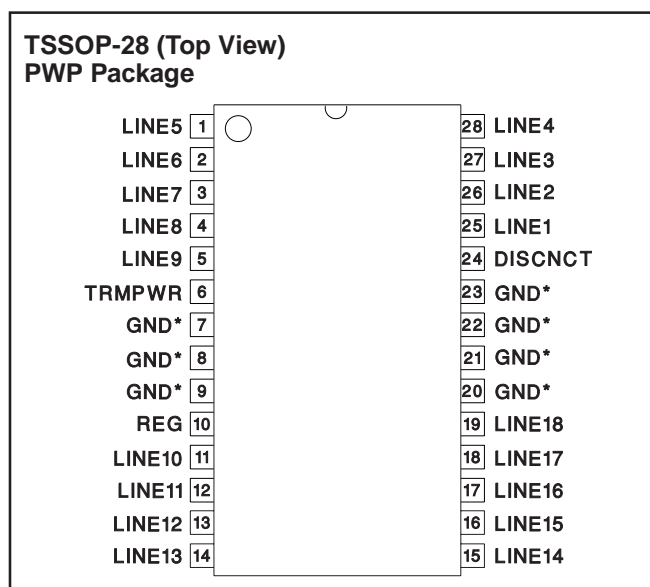 TSSOP-28 (Top View)
PWP Package
LINE5 1 28 LINE4
LINE6 2 27 LINE3
LINE7 3 26 LINE2
LINE8 4 25 LINE1
LINE9 5 24 DISCNCT
TRMPWR 6 23 GND*
GND* 7 22 GND*
GND* 8 21 GND*
GND* 9 20 GND*
REG 10 19 LINE18
LINE10 11 18 LINE17
LINE11 12 17 LINE16
LINE12 13 16 LINE15
LINE13 14 15 LINE14